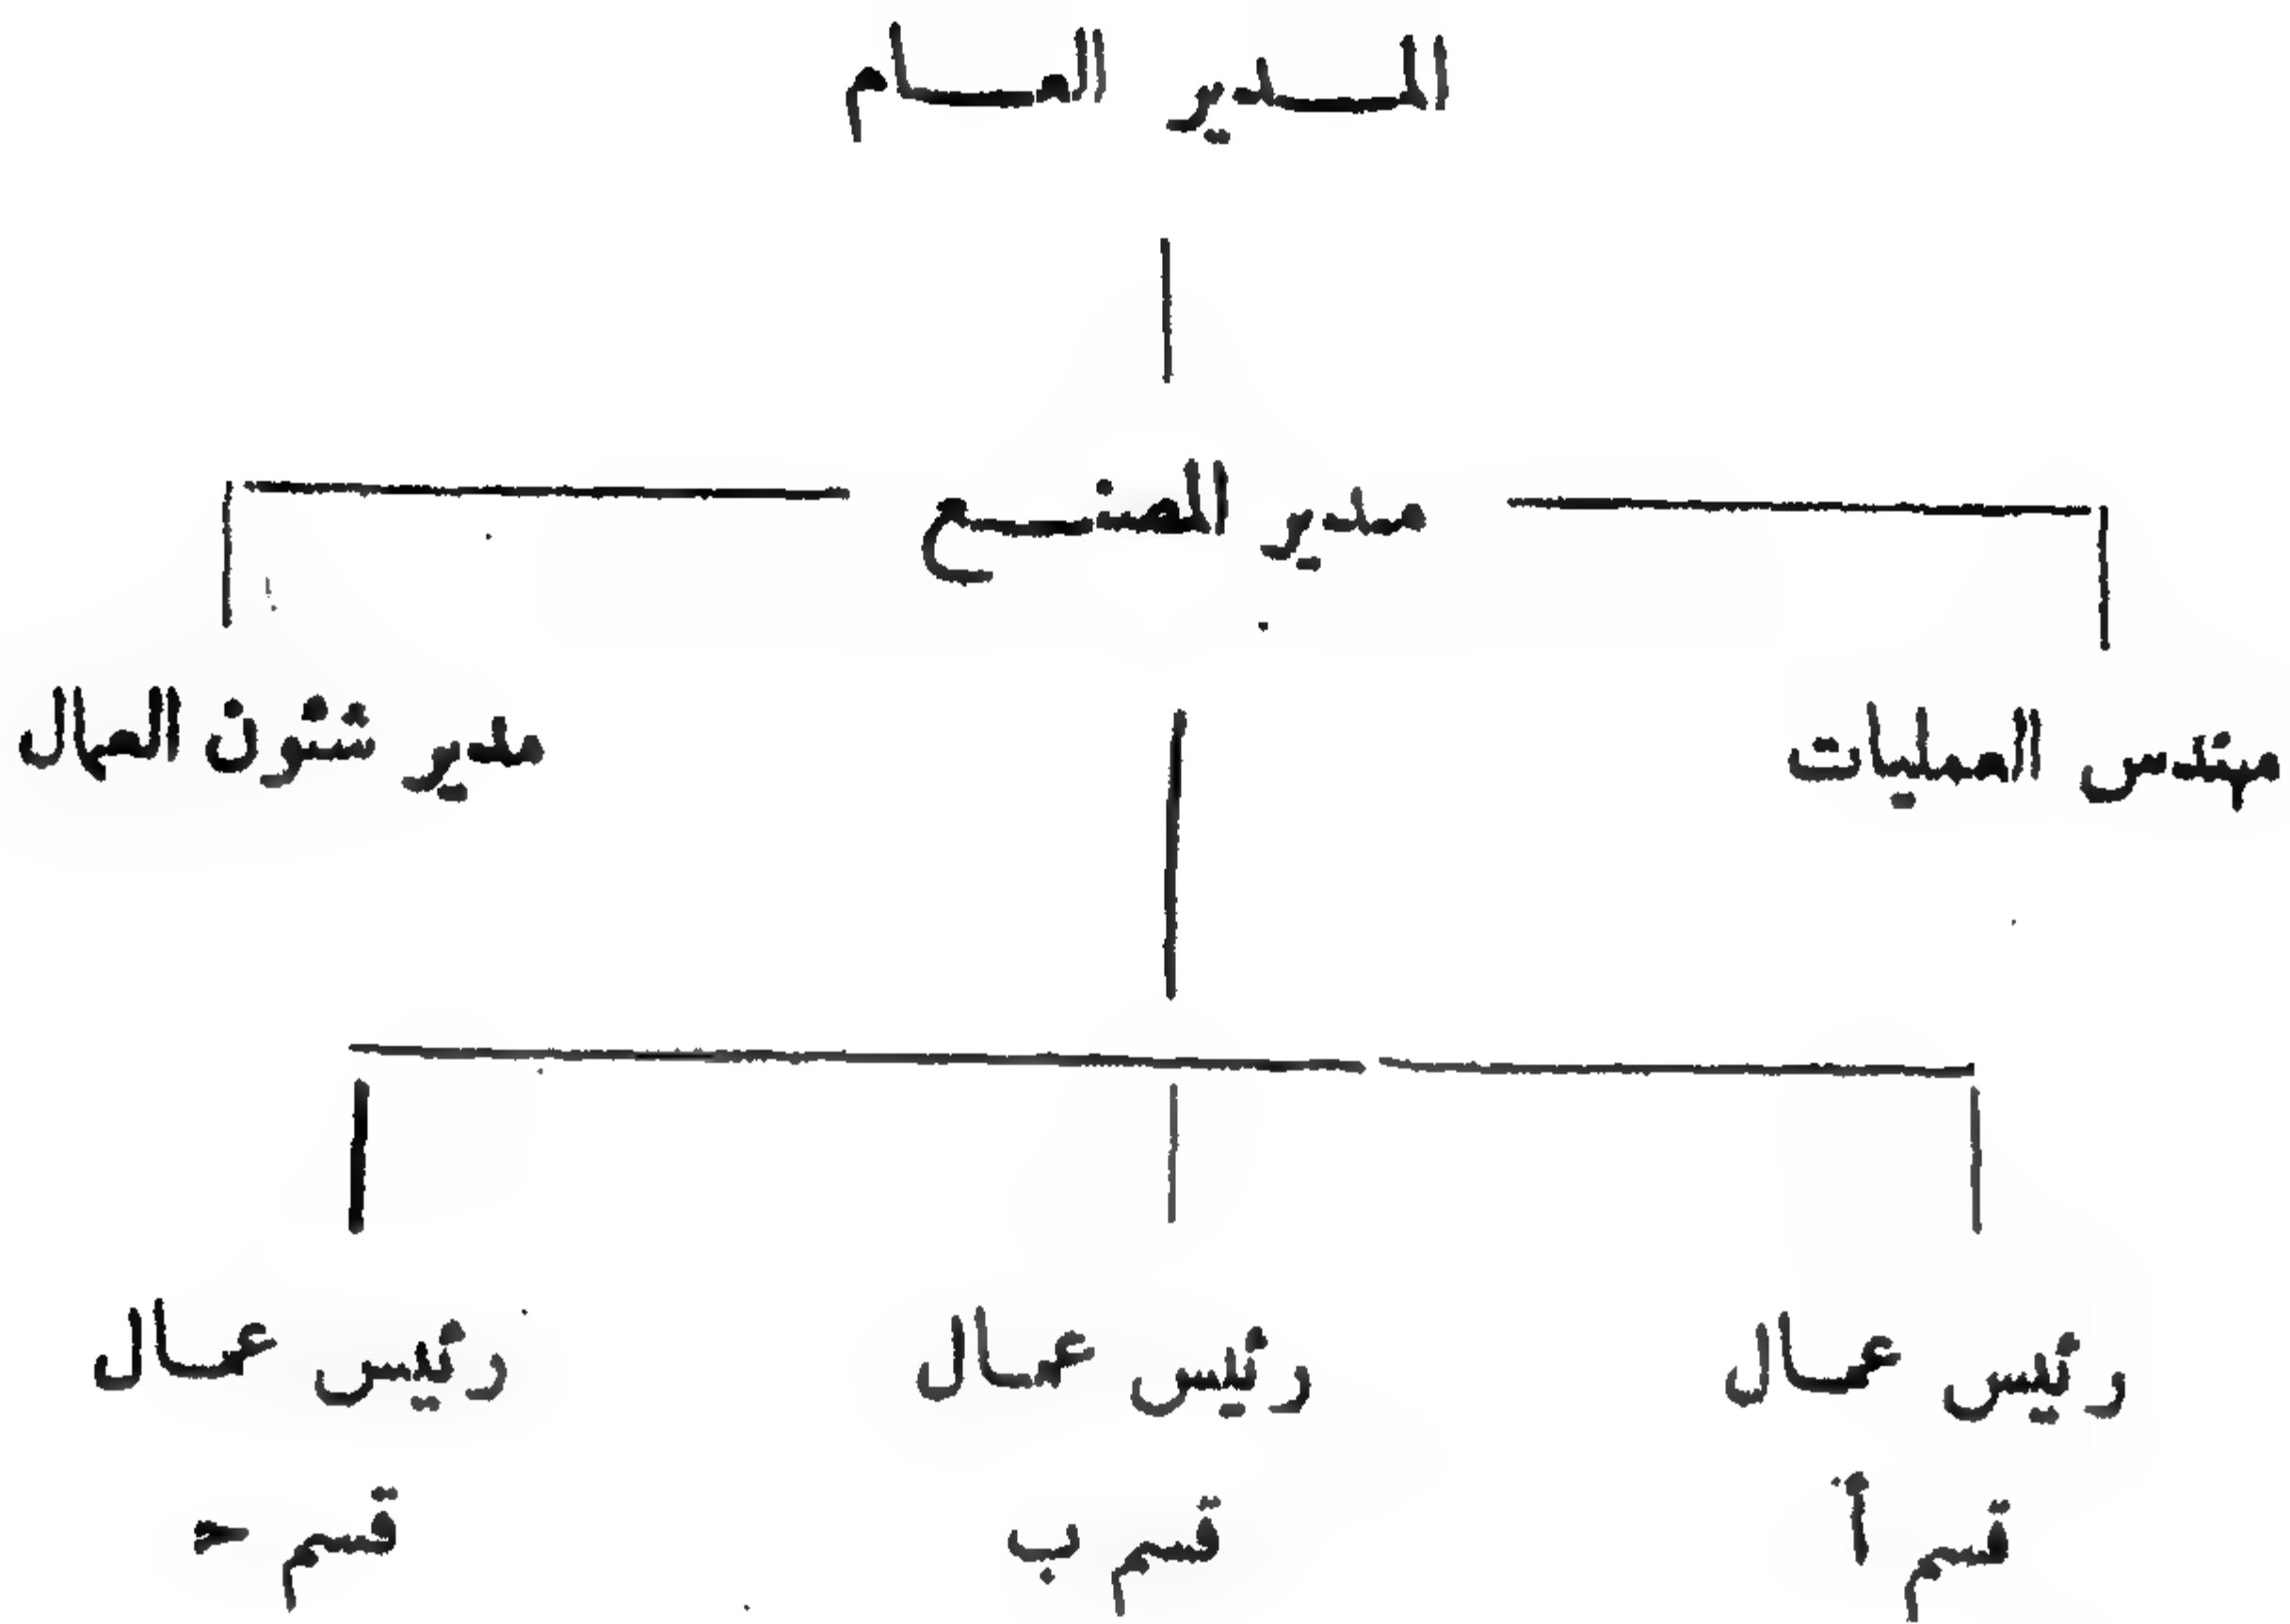 المدير العام
مدير المصنع
مهندس العمليات
مدير شئون العمال
رئيس عمال
قسم أ
رئيس عمال
قسم ب
رئيس عمال
قسم ج